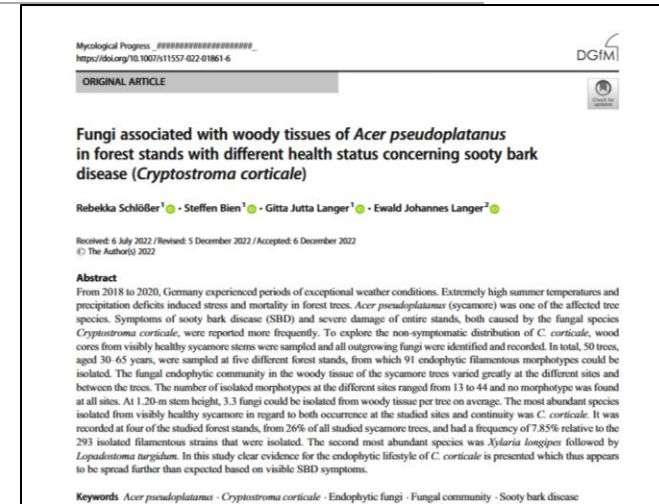 Mycological Progress _#####################_
https://doi.org/10.1007/s11557-022-01861-6
DGfM
ORIGINAL ARTICLE
Check for
updates
Fungi associated with woody tissues of Acer pseudoplatanus
in forest stands with different health status concerning sooty bark
disease (Cryptostroma corticale)
Rebekka Schlößer1 · Steffen Bien1 · Gitta Jutta Langer1 · Ewald Johannes Langer2
Received: 6 July 2022 / Revised: 5 December 2022 / Accepted: 6 December 2022
© The Author(s) 2022
Abstract
From 2018 to 2020, Germany experienced periods of exceptional weather conditions. Extremely high summer temperatures and
precipitation deficits induced stress and mortality in forest trees. Acer pseudoplatanus (sycamore) was one of the affected tree
species. Symptoms of sooty bark disease (SBD) and severe damage of entire stands, both caused by the fungal species
Cryptostroma corticale, were reported more frequently. To explore the non-symptomatic distribution of C. corticale, wood
cores from visibly healthy sycamore stems were sampled and all outgrowing fungi were identified and recorded. In total, 50 trees,
aged 30–65 years, were sampled at five different forest stands, from which 91 endophytic filamentous morphotypes could be
isolated. The fungal endophytic community in the woody tissue of the sycamore trees varied greatly at the different sites and
between the trees. The number of isolated morphotypes at the different sites ranged from 13 to 44 and no morphotype was found
at all sites. At 1.20-m stem height, 3.3 fungi could be isolated from woody tissue per tree on average. The most abundant species
isolated from visibly healthy sycamore in regard to both occurrence at the studied sites and continuity was C. corticale. It was
recorded at four of the studied forest stands, from 26% of all studied sycamore trees, and had a frequency of 7.85% relative to the
293 isolated filamentous strains that were isolated. The second most abundant species was Xylaria longipes followed by
Lopadostoma turgidum. In this study clear evidence for the endophytic lifestyle of C. corticale is presented which thus appears
to be spread further than expected based on visible SBD symptoms.
Keywords Acer pseudoplatanus · Cryptostroma corticale · Endophytic fungi · Fungal community · Sooty bark disease